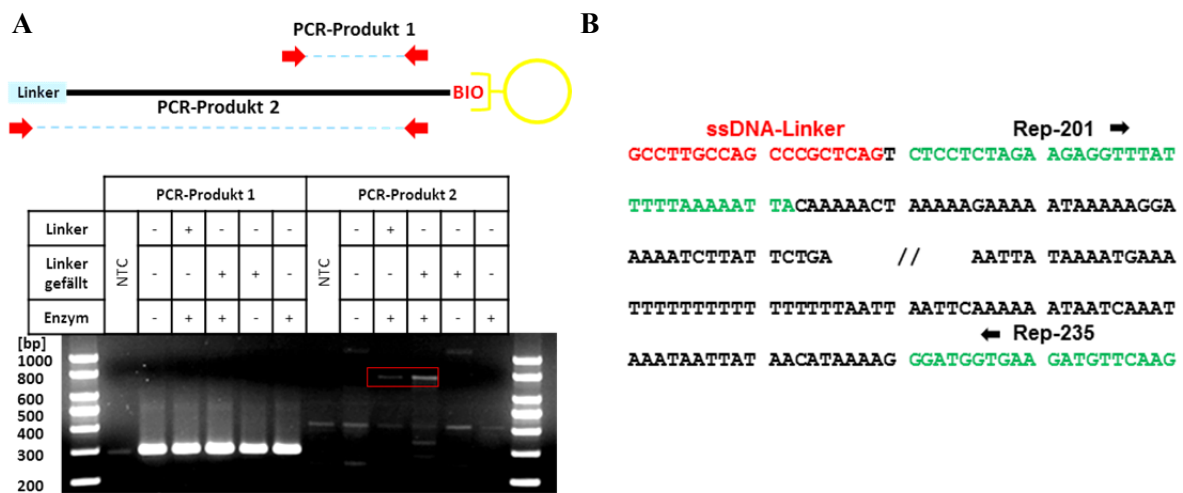 A
PCR-Produkt 1
Linker
BIO
PCR-Produkt 2
PCR-Produkt 1 PCR-Produkt 2
Linker NTC - + - - - NTC - + - - -
Linker gefällt - - + + - - - + + -
Enzym - + + - + - + + - +
[bp]
1000
800
600
500
400
300
200
B
ssDNA-Linker Rep-201
GCCTTGCCAG CCCGCTCAGT CTCCTCTAGA AGAGGTTTAT
TTTTAAAAAT TACAAAAACT AAAAAGAAAA ATAAAAAGGA
AAAATCTTAT TCTGA // AATTA TAAAATGAAA
TTTTTTTTTT TTTTTTAATT AATTCAAAAA ATAATCAAAT
Rep-235
AAATAATTAT AACATAAAAG GGATGGTGAA GATGTTCAAG